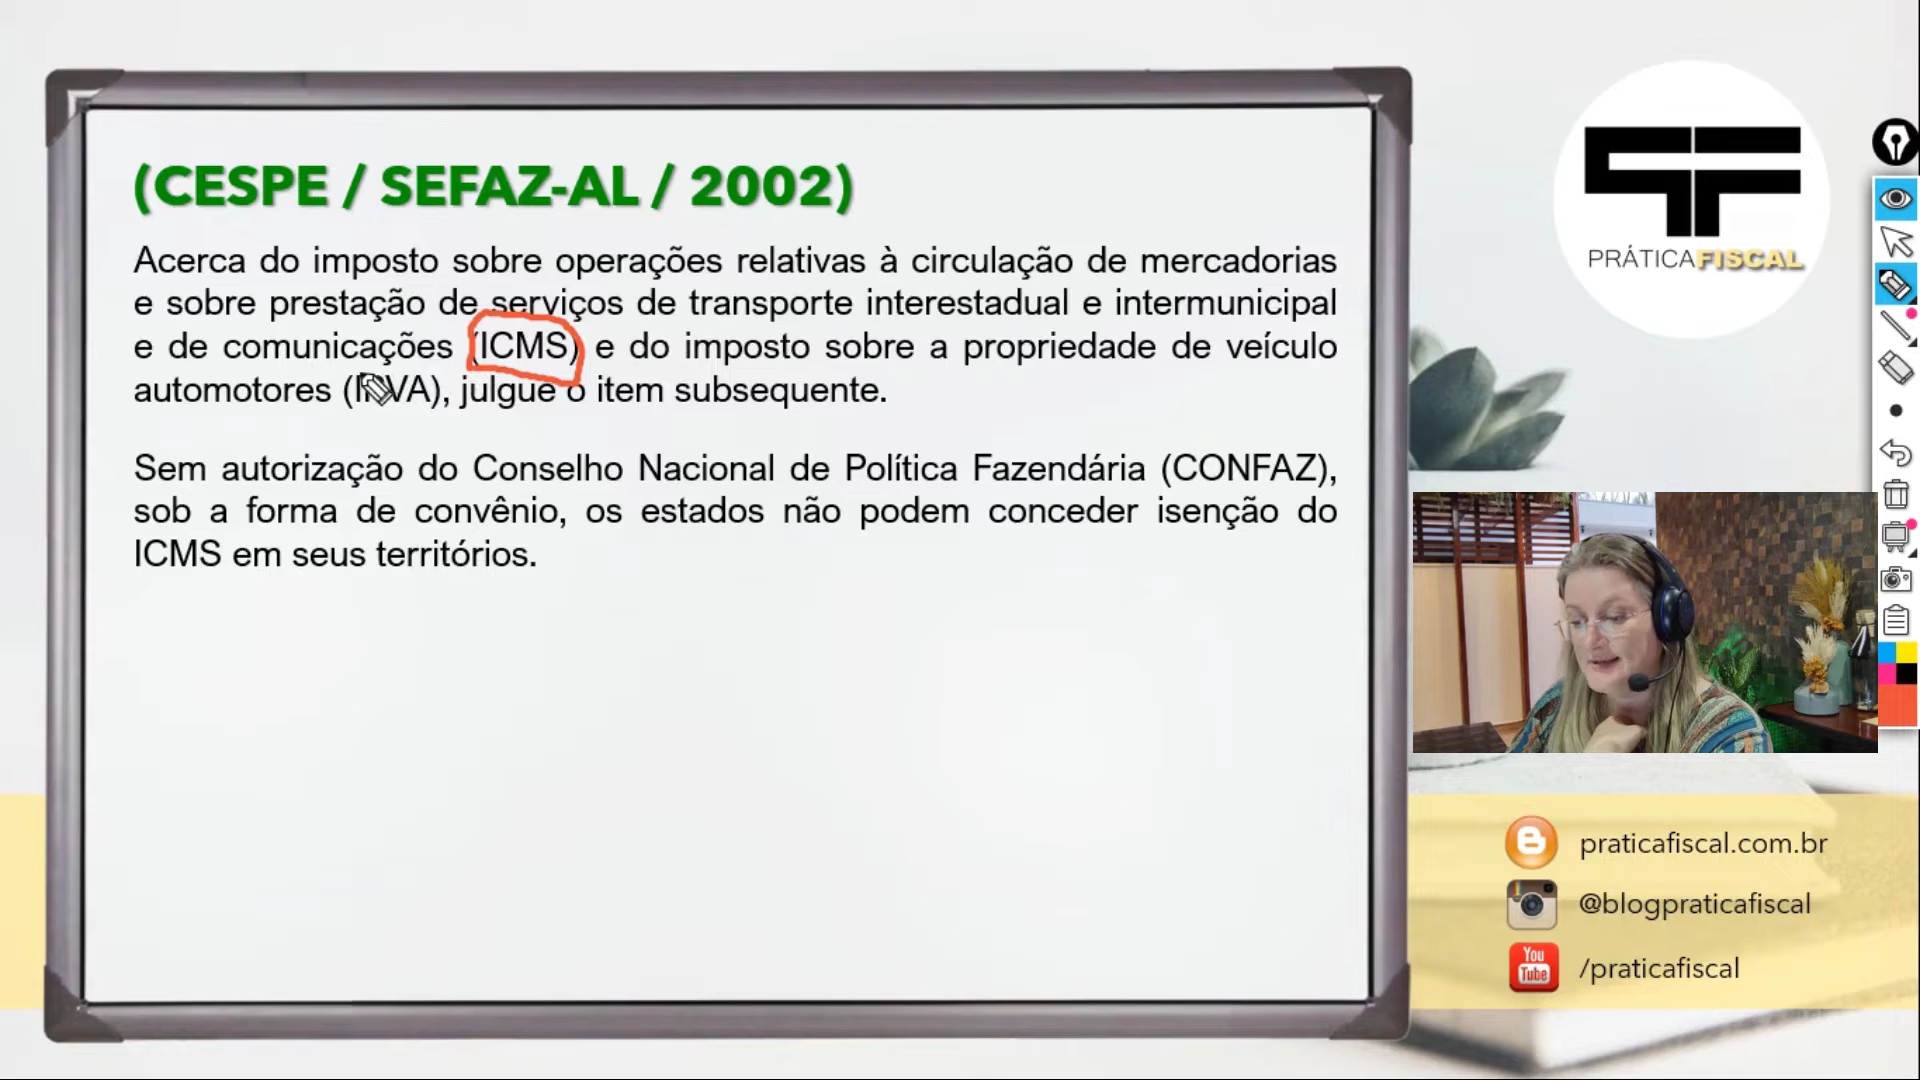 (CESPE / SEFAZ-AL / 2002)
Acerca do imposto sobre operações relativas à circulação de mercadorias
e sobre prestação de serviços de transporte interestadual e intermunicipal
e de comunicações (ICMS) e do imposto sobre a propriedade de veículo
automotores (IPVA), julgue o item subsequente.
Sem autorização do Conselho Nacional de Política Fazendária (CONFAZ),
sob a forma de convênio, os estados não podem conceder isenção do
ICMS em seus territórios.
PF
PRÁTICAFISCAL
praticafiscal.com.br
@blogpraticafiscal
You
Tube
/praticafiscal